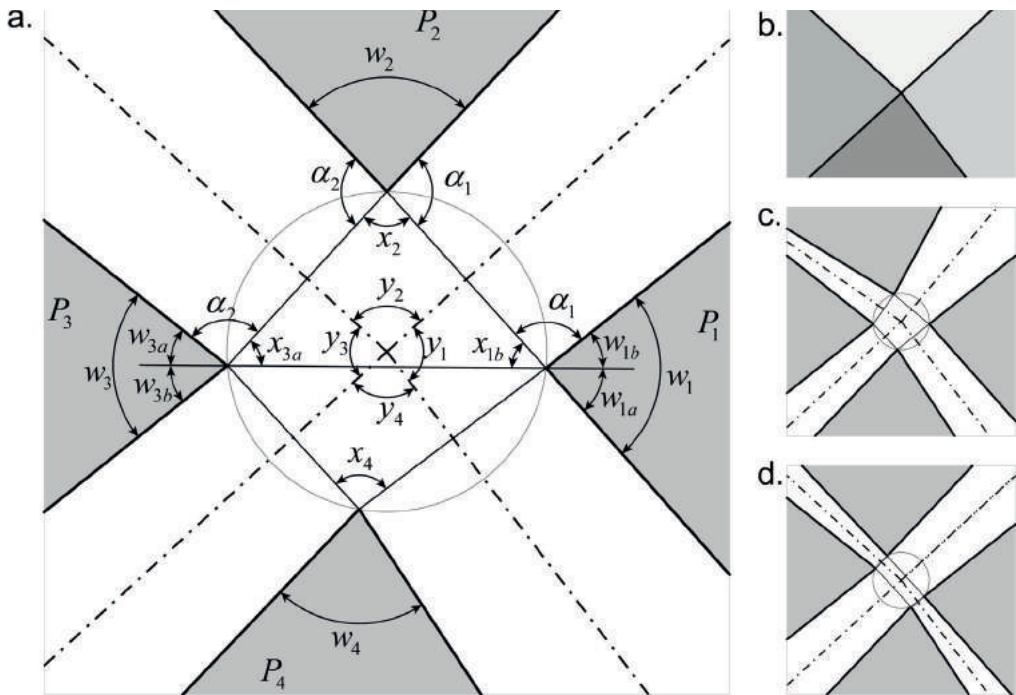 a.
P2
w2
α2
α1
x2
P3
w3a
w3
w3b
α2
x3a
y2
y3
y1
y4
x1b
α1
w1b
w1a
w1
P1
x4
w4
P4
b.
c.
d.